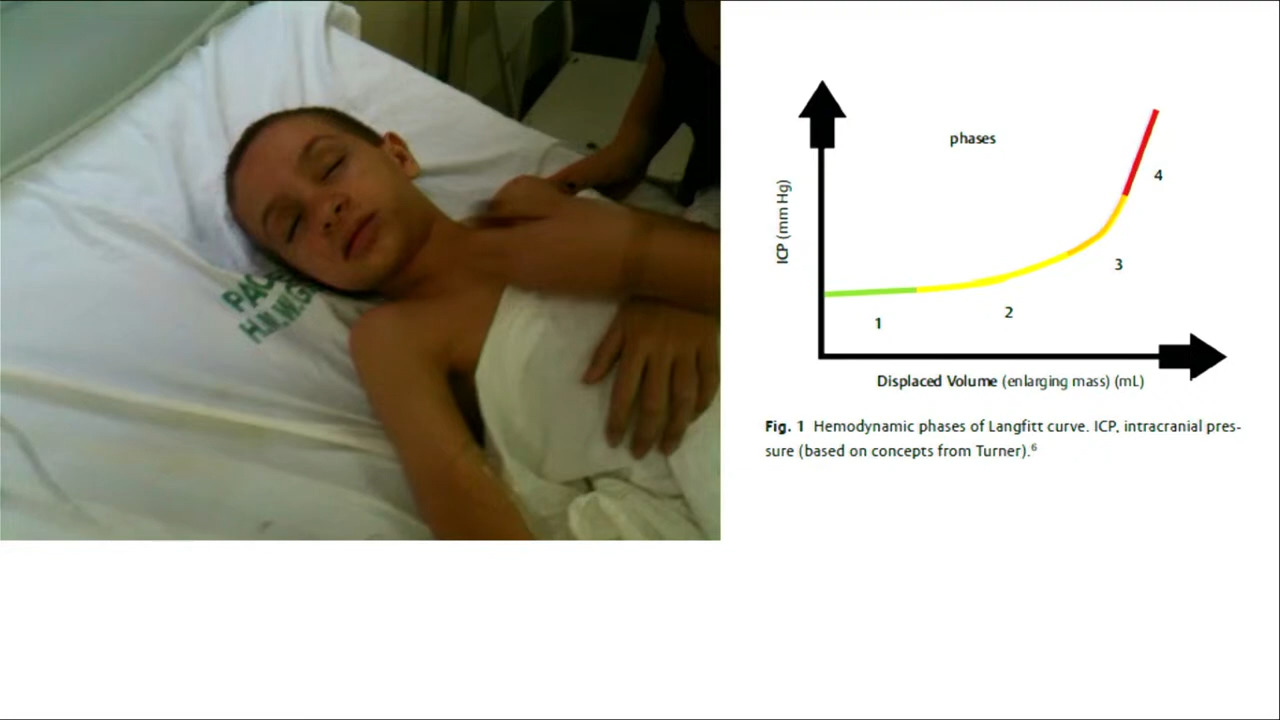 phases
ICP (mm Hg)
1
2
3
4
Displaced Volume (enlarging mass) (mL)
Fig. 1 Hemodynamic phases of Langfitt curve. ICP, intracranial pres-
sure (based on concepts from Turner).⁶